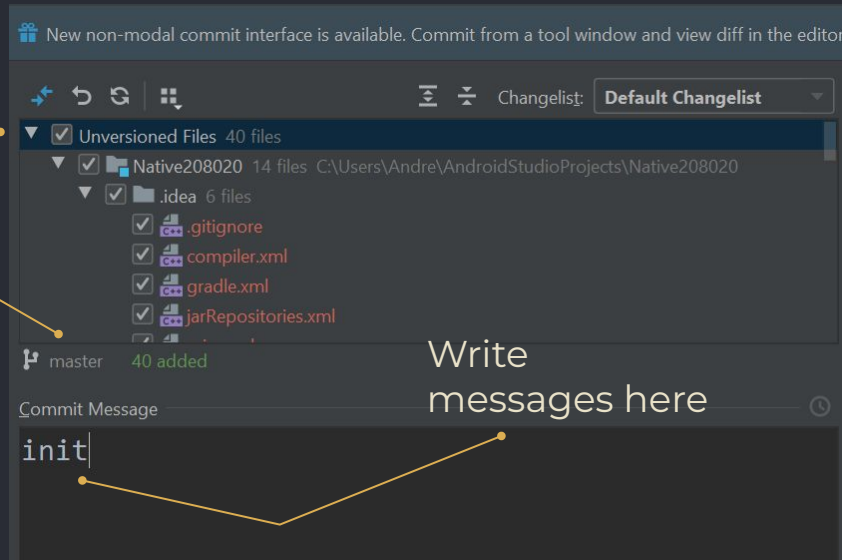 New non-modal commit interface is available. Commit from a tool window and view diff in the editor
Changelist: Default Changelist
Unversioned Files 40 files
Native208020 14 files C:\Users\Andre\AndroidStudioProjects\Native208020
.idea 6 files
C++ .gitignore
C++ compiler.xml
C++ gradle.xml
C++ jarRepositories.xml
master 40 added
Write
messages here
Commit Message
init